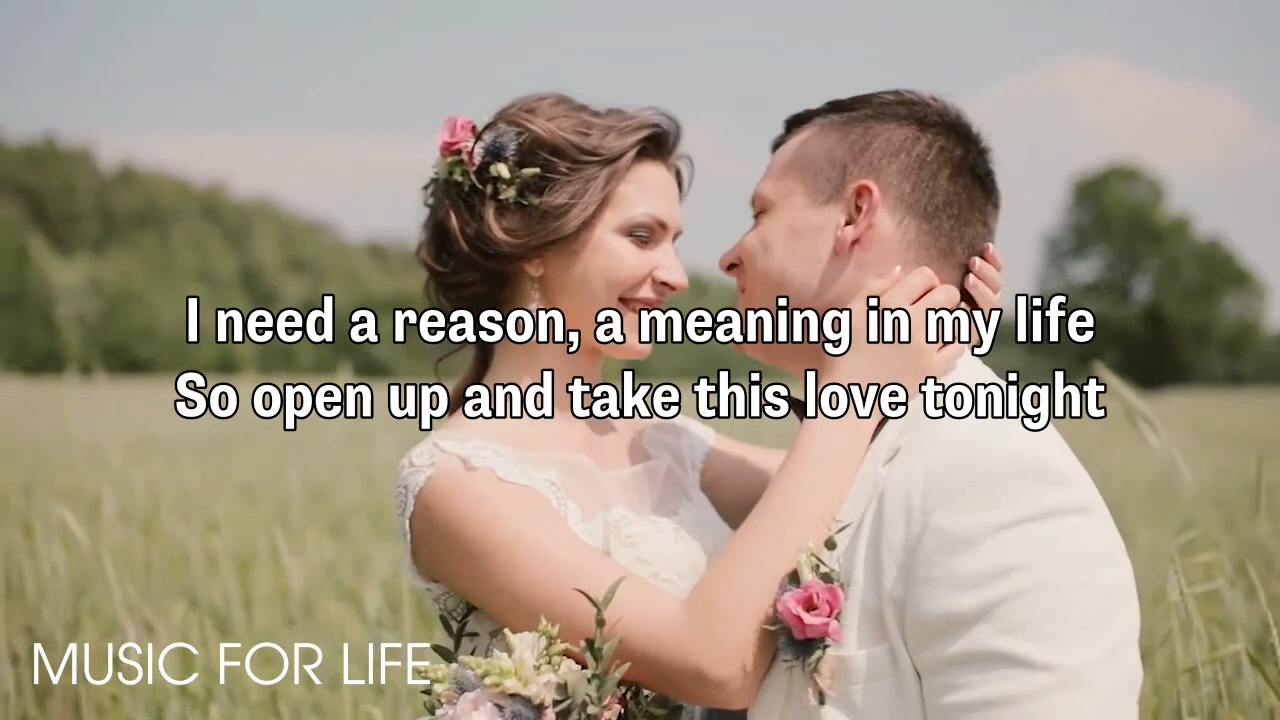 I need a reason, a meaning in my life
So open up and take this love tonight
MUSIC FOR LIFE